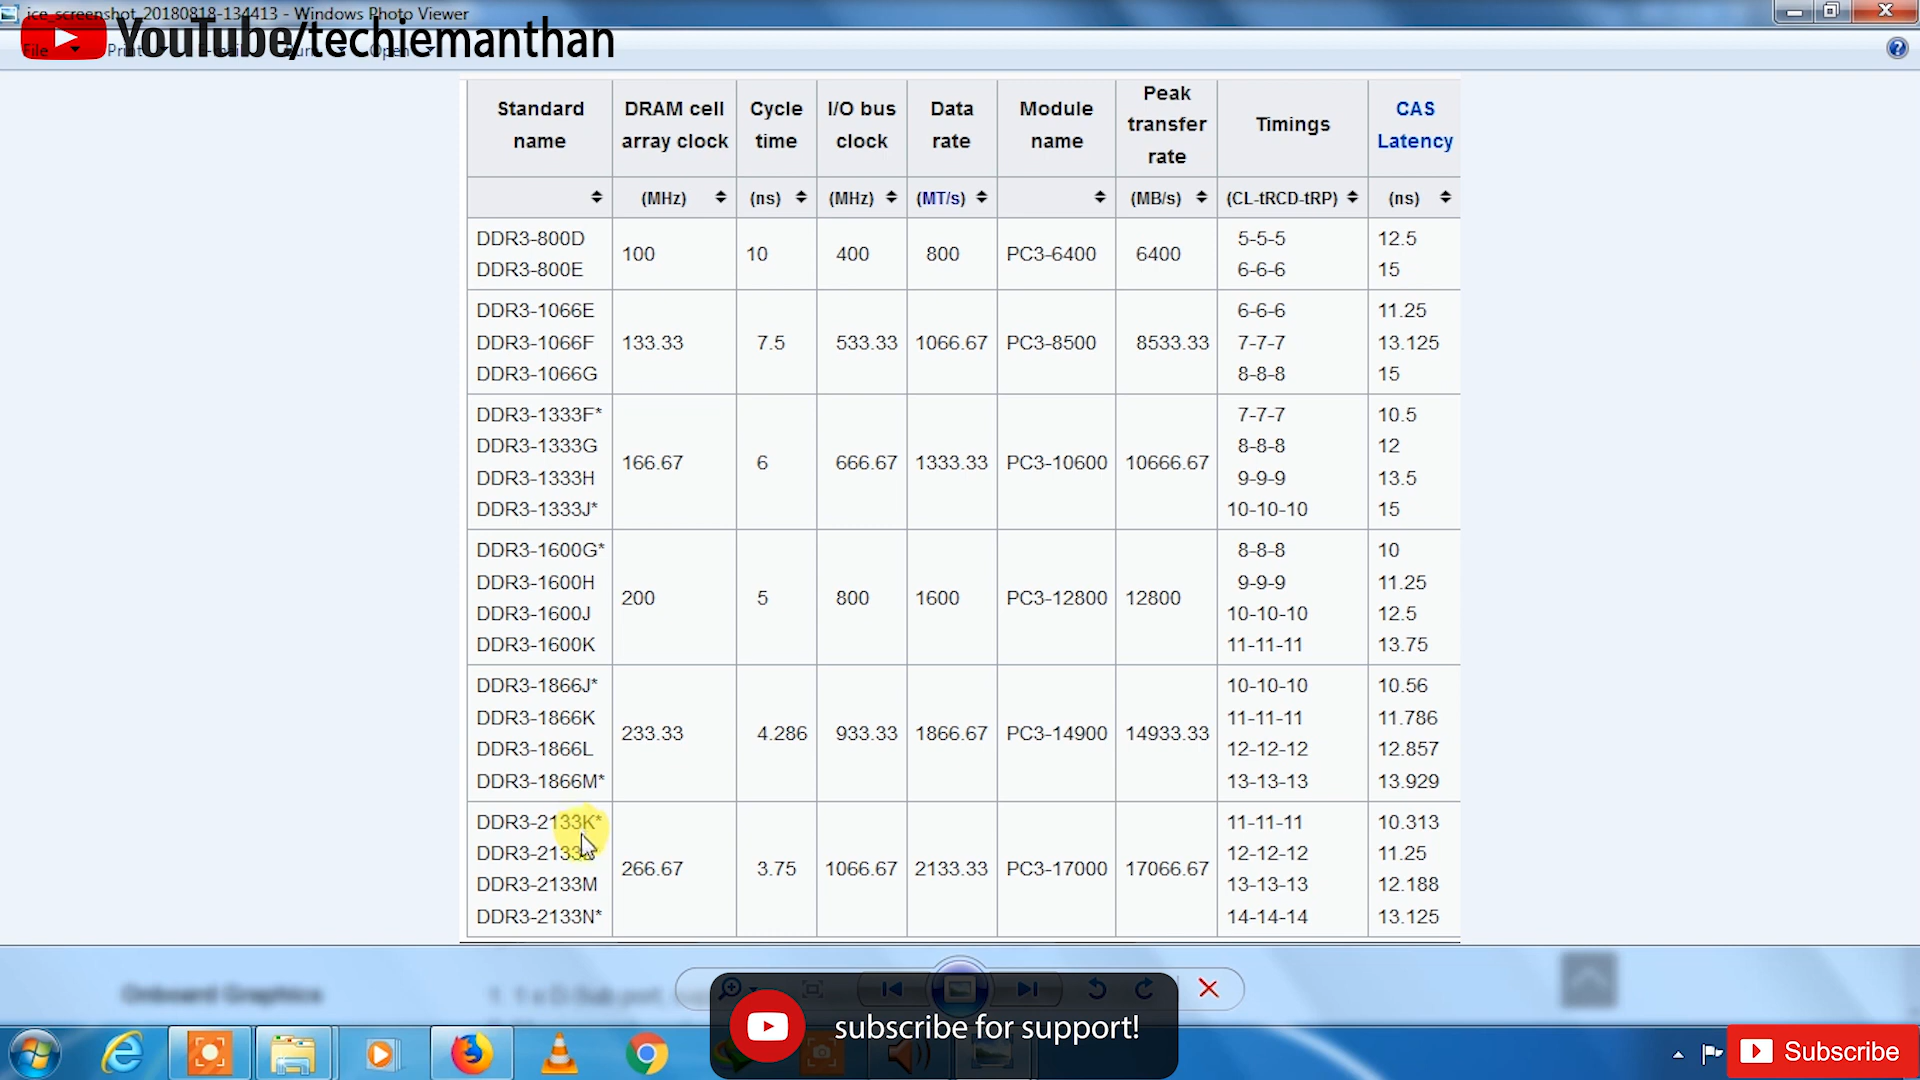 ice_screenshot_20180818-134413 - Windows Photo Viewer
YouTube/techiemanthan
File Print E-mail Burn Open
Standard name DRAM cell array clock Cycle time I/O bus clock Data rate Module name Peak transfer rate Timings CAS Latency
(MHz) (ns) (MHz) (MT/s) (MB/s) (CL-tRCD-tRP) (ns)
DDR3-800D 5-5-5 12.5
100 10 400 800 PC3-6400 6400
DDR3-800E 6-6-6 15
DDR3-1066E 6-6-6 11.25
DDR3-1066F 133.33 7.5 533.33 1066.67 PC3-8500 8533.33 7-7-7 13.125
DDR3-1066G 8-8-8 15
DDR3-1333F* 7-7-7 10.5
DDR3-1333G 8-8-8 12
166.67 6 666.67 1333.33 PC3-10600 10666.67
DDR3-1333H 9-9-9 13.5
DDR3-1333J* 10-10-10 15
DDR3-1600G* 8-8-8 10
DDR3-1600H 9-9-9 11.25
200 5 800 1600 PC3-12800 12800
DDR3-1600J 10-10-10 12.5
DDR3-1600K 11-11-11 13.75
DDR3-1866J* 10-10-10 10.56
DDR3-1866K 11-11-11 11.786
233.33 4.286 933.33 1866.67 PC3-14900 14933.33
DDR3-1866L 12-12-12 12.857
DDR3-1866M* 13-13-13 13.929
DDR3-2133K* 11-11-11 10.313
DDR3-2133 12-12-12 11.25
266.67 3.75 1066.67 2133.33 PC3-17000 17066.67
DDR3-2133M 13-13-13 12.188
DDR3-2133N* 14-14-14 13.125
Onboard Graphics
subscribe for support!
Subscribe